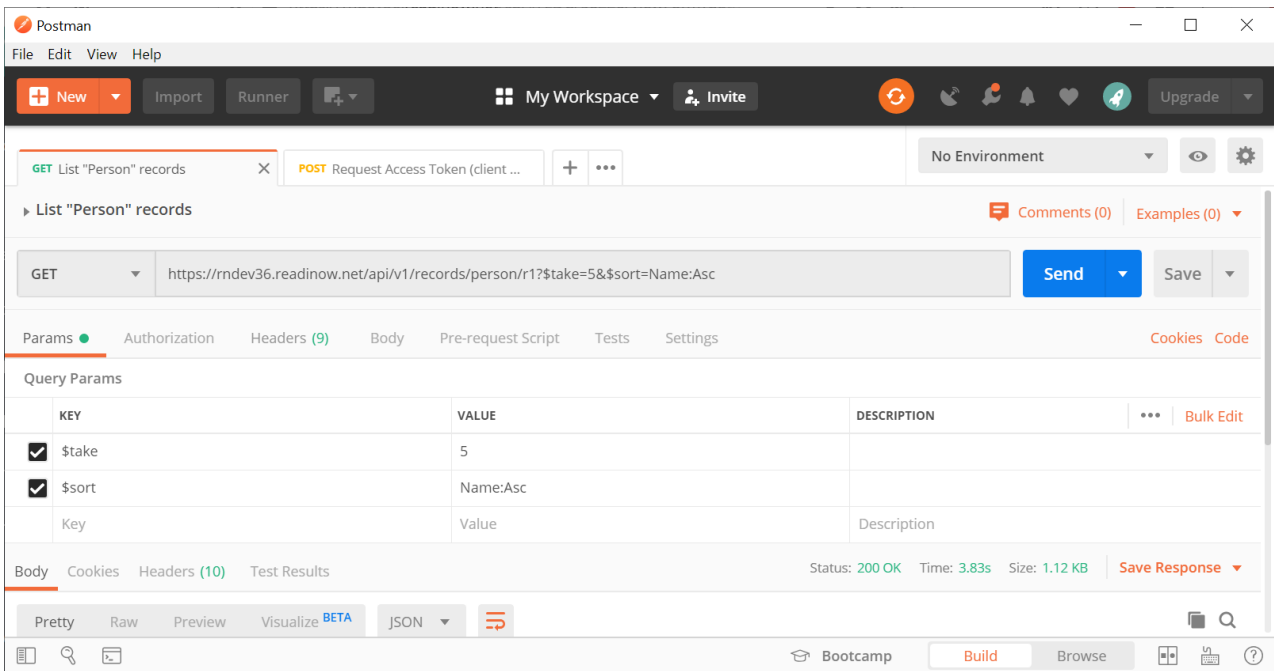 Postman
File Edit View Help
New Import Runner My Workspace Invite Upgrade
GET List "Person" records POST Request Access Token (client ... No Environment
List "Person" records Comments (0) Examples (0)
GET https://rndev36.readinow.net/api/v1/records/person/r1?$take=5&$sort=Name:Asc Send Save
Params Authorization Headers (9) Body Pre-request Script Tests Settings Cookies Code
Query Params
KEY VALUE DESCRIPTION Bulk Edit
$take 5
$sort Name:Asc
Key Value Description
Body Cookies Headers (10) Test Results Status: 200 OK Time: 3.83s Size: 1.12 KB Save Response
Pretty Raw Preview Visualize BETA JSON
Bootcamp Build Browse